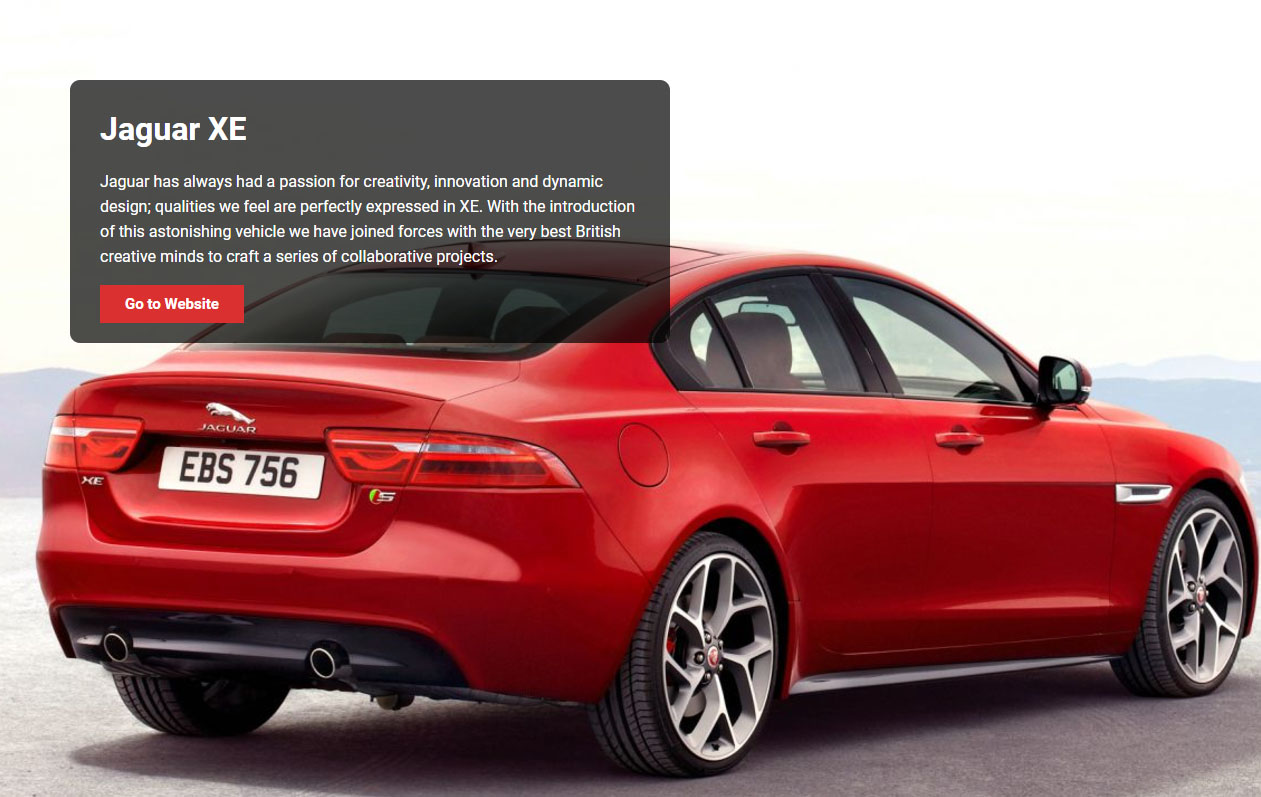 Jaguar XE
Jaguar has always had a passion for creativity, innovation and dynamic
design; qualities we feel are perfectly expressed in XE. With the introduction
of this astonishing vehicle we have joined forces with the very best British
creative minds to craft a series of collaborative projects.
Go to Website
JAGUAR
EBS 756
XE
S